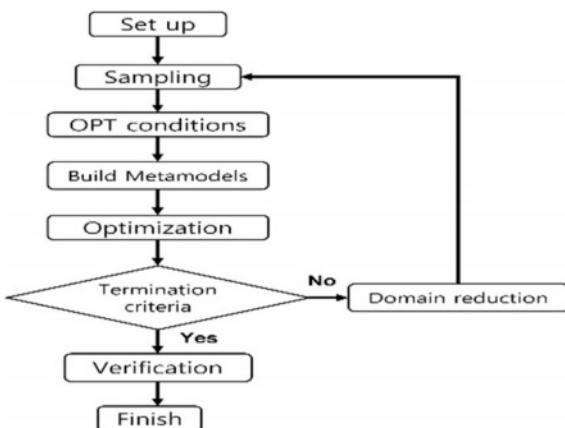 Set up
Sampling
OPT conditions
Build Metamodels
Optimization
Termination
criteria
No
Domain reduction
Yes
Verification
Finish